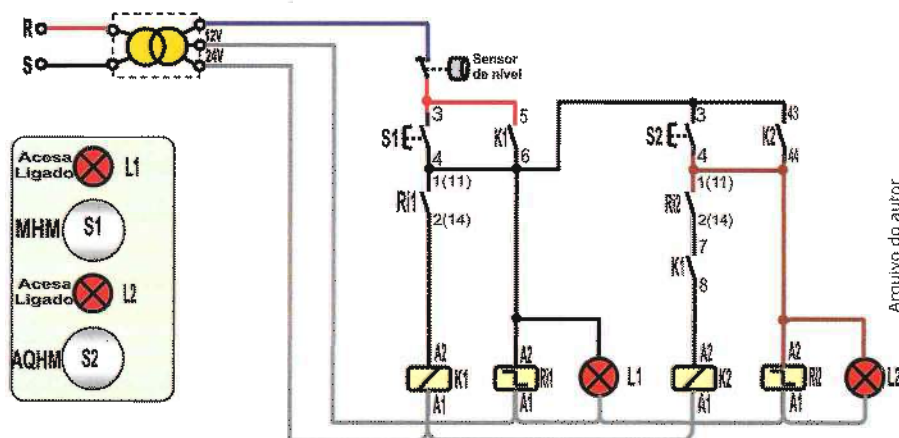 R
S
12V
24V
Sensor
de nível
3
5
S1
K1
4
6
1(11)
Ri1
2(14)
3
43
S2
K2
4
44
1(11)
Ri2
2(14)
7
K1
8
A2
K1
A1
A2
Ri1
A1
L1
A2
K2
A1
A2
Ri2
A1
L2
Acesa
Ligado
L1
MHM
S1
Acesa
Ligado
L2
AQHM
S2
Arquivo do autor